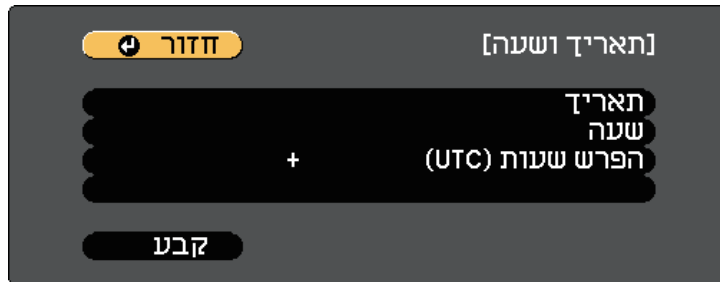 [תאריך ושעה]
חזור
תאריך
שעה
הפרש שעות (UTC) +
קבע